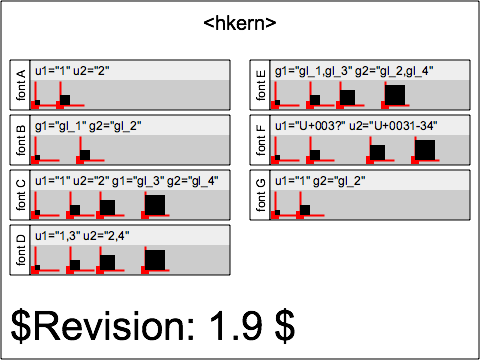 <hkern>
font A
u1="1" u2="2"
font B
g1="gl_1" g2="gl_2"
font C
u1="1" u2="2" g1="gl_3" g2="gl_4"
font D
u1="1,3" u2="2,4"
font E
g1="gl_1,gl_3" g2="gl_2,gl_4"
font F
u1="U+003?" u2="U+0031-34"
font G
u1="1" g2="gl_2"
$Revision: 1.9 $